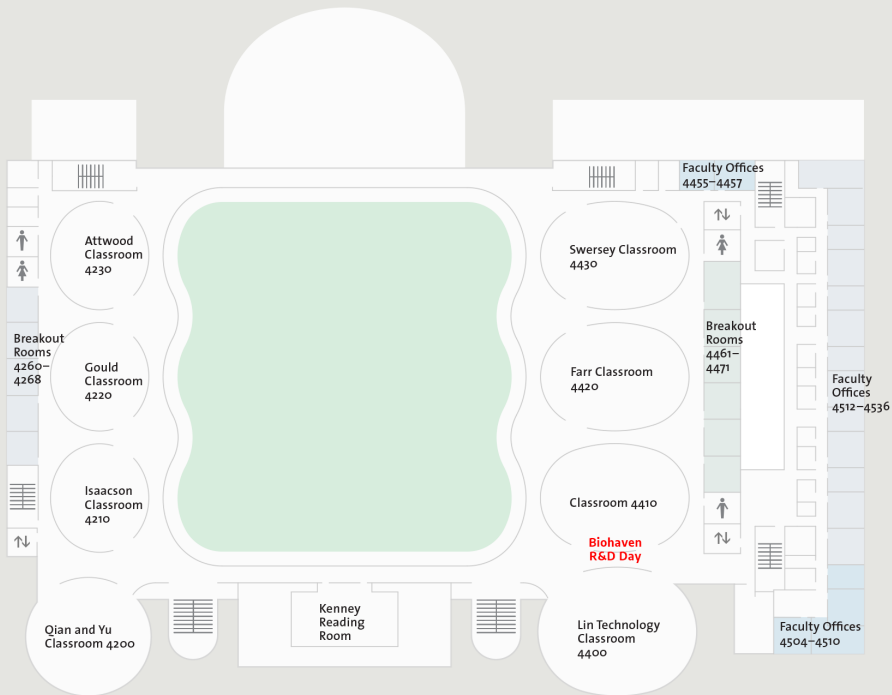 Faculty Offices
4455–4457
Attwood
Classroom
4230
Swersey Classroom
4430
Breakout
Rooms
4260–
4268
Gould
Classroom
4220
Farr Classroom
4420
Breakout
Rooms
4461–
4471
Faculty
Offices
4512–4536
Isaacson
Classroom
4210
Classroom 4410
Biohaven
R&D Day
Qian and Yu
Classroom 4200
Kenney
Reading
Room
Lin Technology
Classroom
4400
Faculty Offices
4504–4510